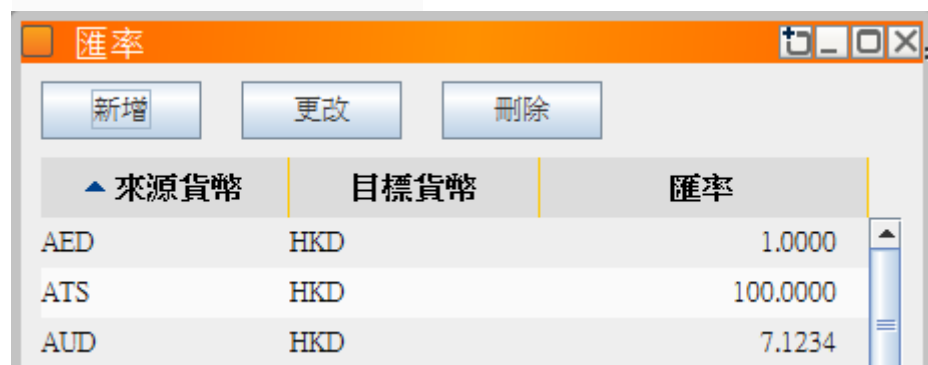 匯率
新增 更改 刪除
來源貨幣 目標貨幣 匯率
AED HKD 1.0000
ATS HKD 100.0000
AUD HKD 7.1234